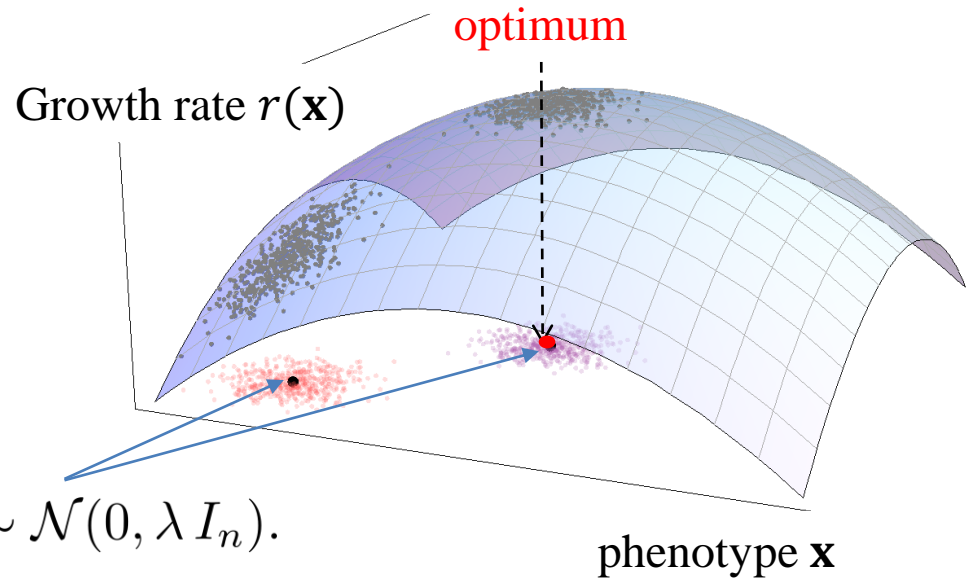 optimum
Growth rate r(𝐱)
∼ 𝒩(0, λ Iₙ).
phenotype 𝐱